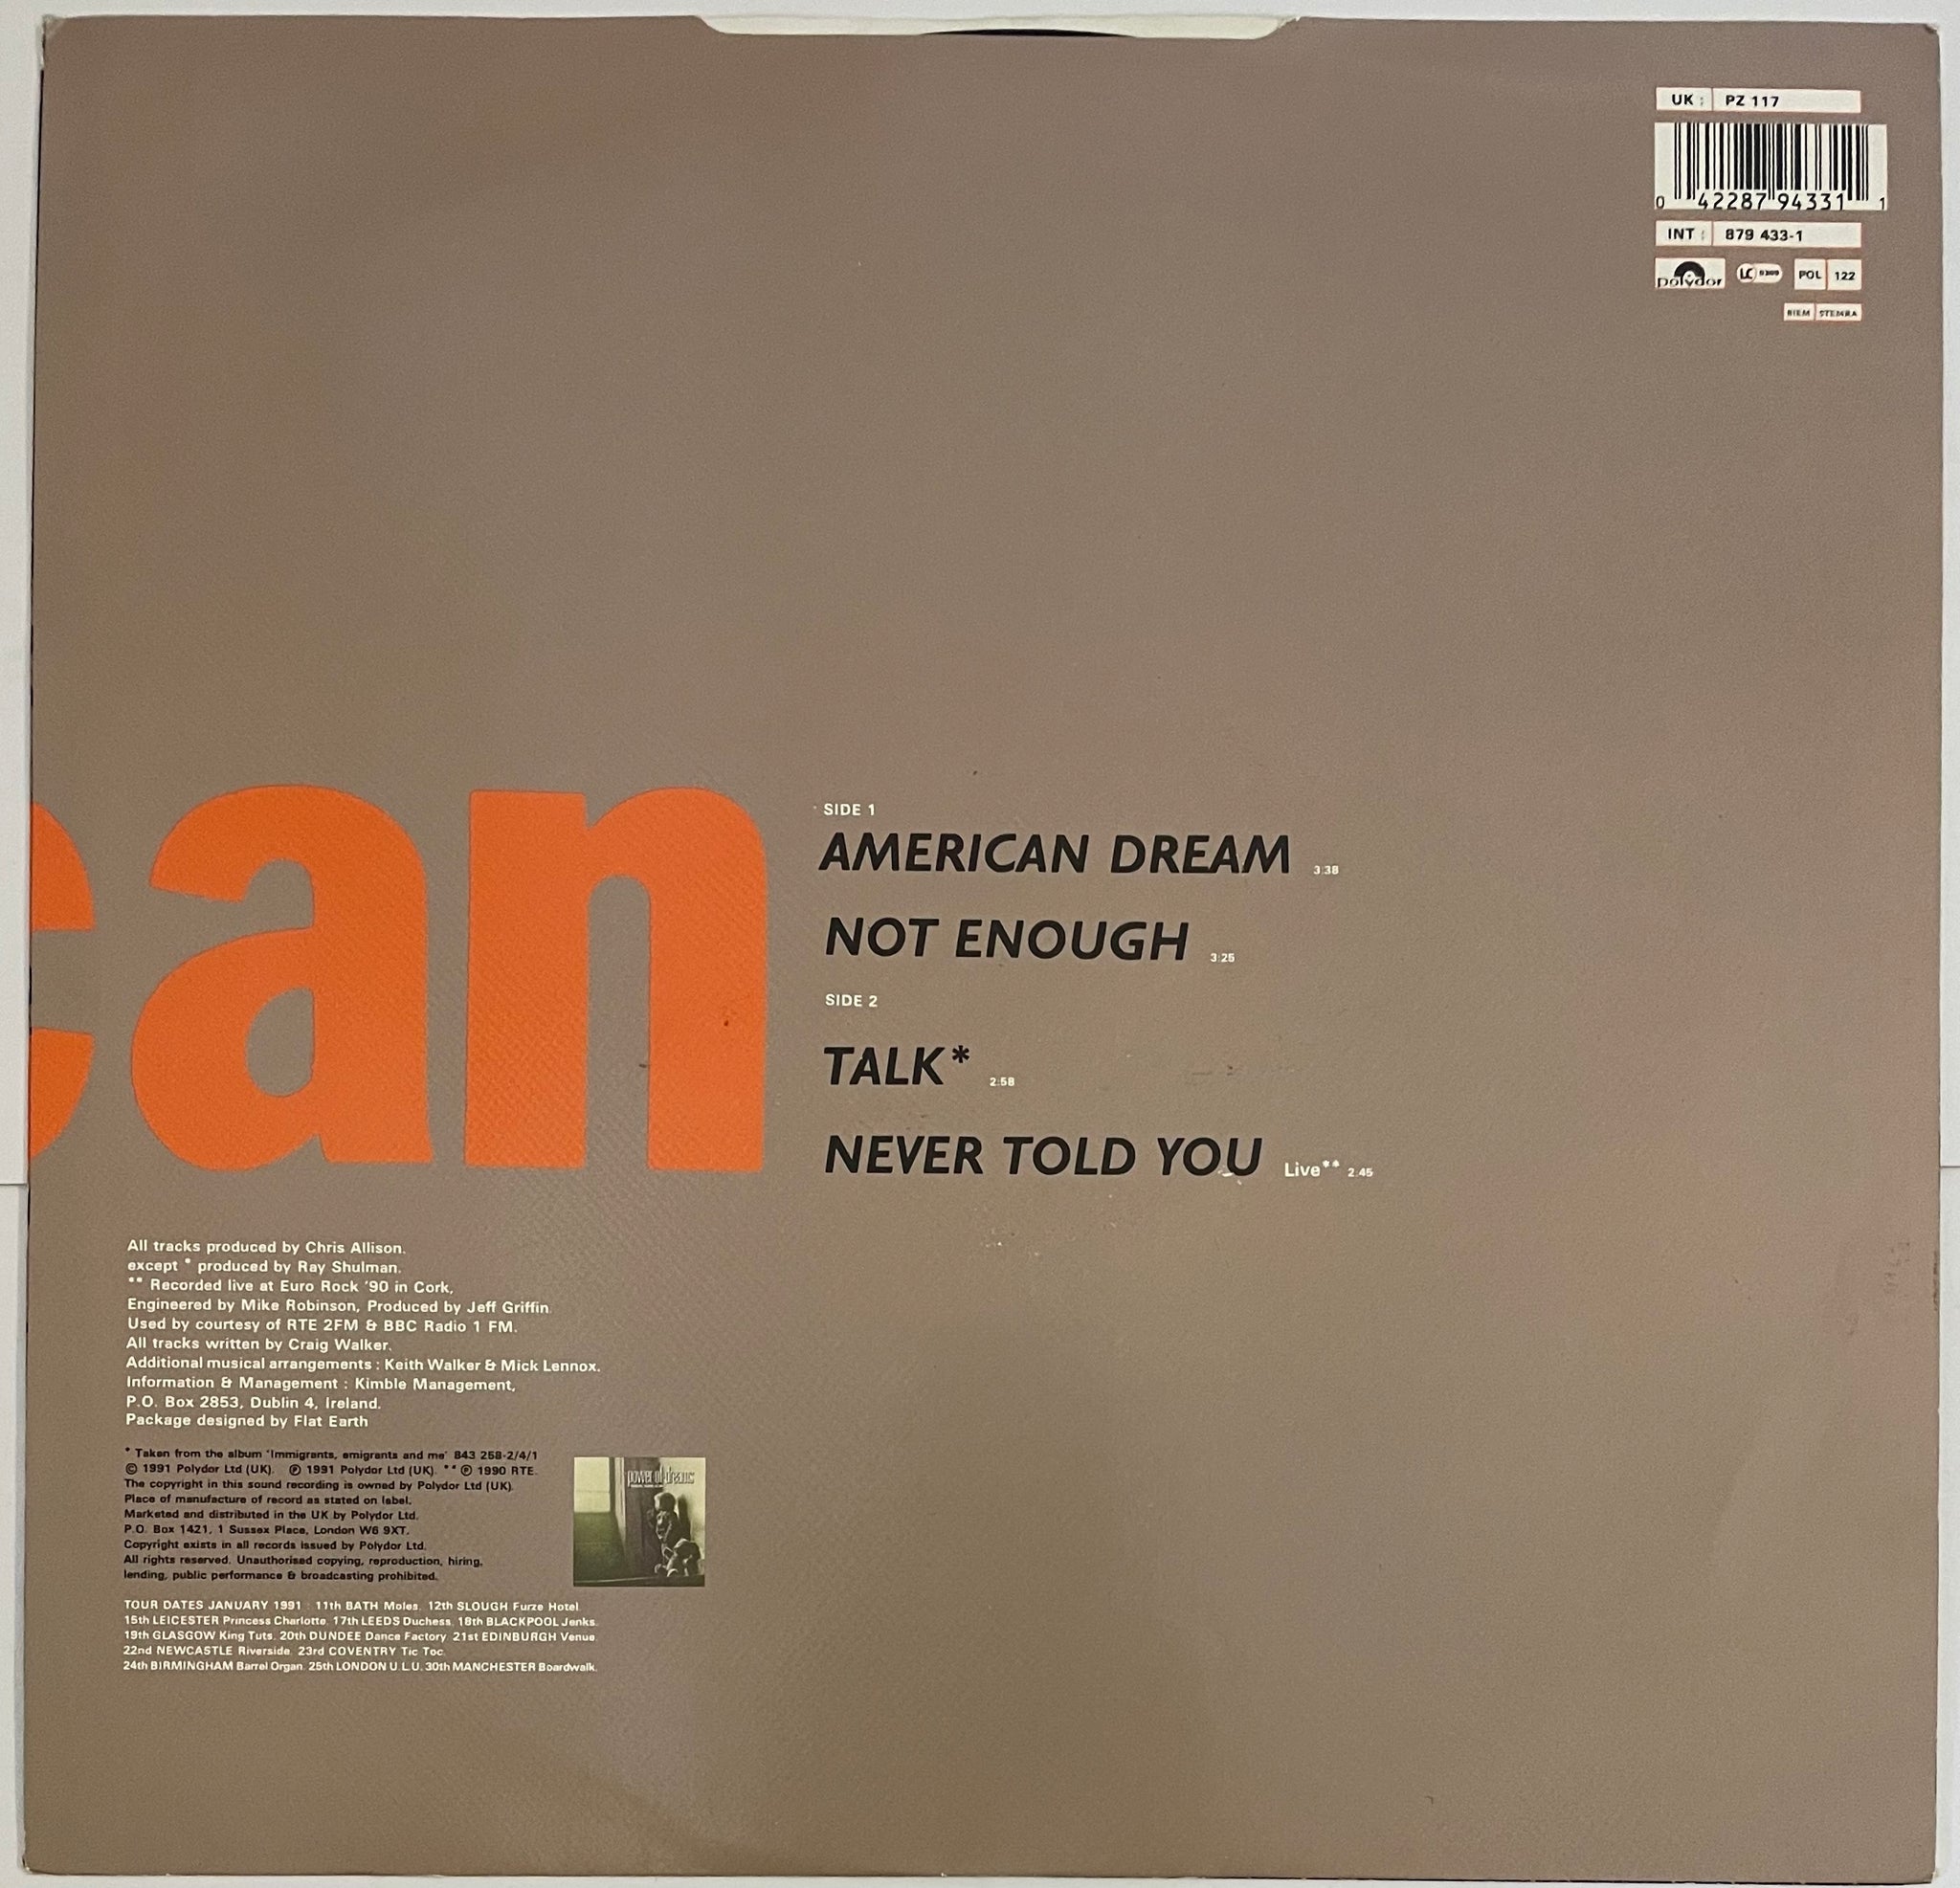 UK : PZ 117
0 42287 94331 1
INT : 879 433-1
polydor LC 0309 POL 122
BIEM STEMRA
can
SIDE 1
AMERICAN DREAM 3:38
NOT ENOUGH 3:25
SIDE 2
TALK* 2:58
NEVER TOLD YOU Live** 2:45
All tracks produced by Chris Allison.
except * produced by Ray Shulman.
** Recorded live at Euro Rock '90 in Cork,
Engineered by Mike Robinson, Produced by Jeff Griffin.
Used by courtesy of RTE 2FM & BBC Radio 1 FM.
All tracks written by Craig Walker.
Additional musical arrangements : Keith Walker & Mick Lennox.
Information & Management : Kimble Management,
P.O. Box 2853, Dublin 4, Ireland.
Package designed by Flat Earth
* Taken from the album 'Immigrants, emigrants and me' 843 258-2/4/1
© 1991 Polydor Ltd (UK). ℗ 1991 Polydor Ltd (UK). ** ℗ 1990 RTE.
The copyright in this sound recording is owned by Polydor Ltd (UK).
Place of manufacture of record as stated on label.
Marketed and distributed in the UK by Polydor Ltd.
P.O. Box 1421, 1 Sussex Place, London W6 9XT.
Copyright exists in all records issued by Polydor Ltd.
All rights reserved. Unauthorised copying, reproduction, hiring,
lending, public performance & broadcasting prohibited.
power of dreams
TOUR DATES JANUARY 1991 : 11th BATH Moles. 12th SLOUGH Furze Hotel.
15th LEICESTER Princess Charlotte. 17th LEEDS Duchess. 18th BLACKPOOL Jenks.
19th GLASGOW King Tuts. 20th DUNDEE Dance Factory. 21st EDINBURGH Venue.
22nd NEWCASTLE Riverside. 23rd COVENTRY Tic Toc.
24th BIRMINGHAM Barrel Organ. 25th LONDON U.L.U. 30th MANCHESTER Boardwalk.